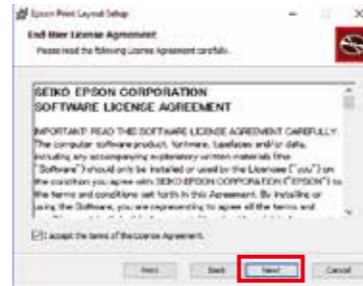 Epson Print Layout Setup
End-User License Agreement
Please read the following License Agreement carefully.
SEIKO EPSON CORPORATION
SOFTWARE LICENSE AGREEMENT
IMPORTANT! READ THIS SOFTWARE LICENSE AGREEMENT CAREFULLY.
The computer software product, fontware, typefaces and/or data,
including any accompanying explanatory written materials (the
"Software") should only be installed or used by the Licensee ("you") on
the condition you agree with SEIKO EPSON CORPORATION ("EPSON") to
the terms and conditions set forth in this Agreement. By installing or
using the Software, you are representing to agree all the terms and
I accept the terms of the License Agreement.
Print
Back
Next
Cancel